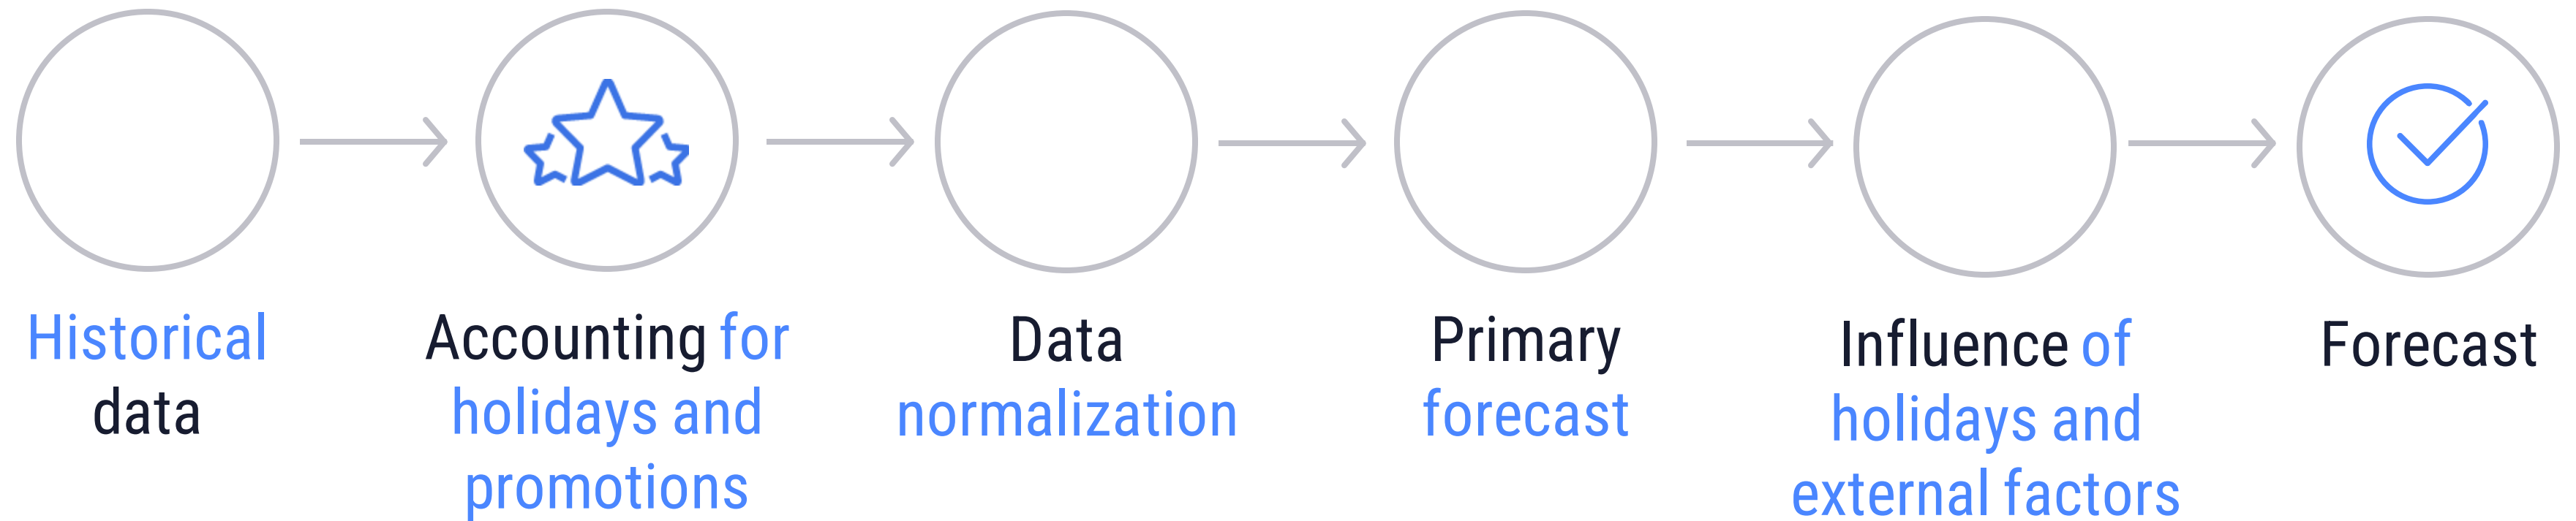 Historical
data
Accounting for
holidays and
promotions
Data
normalization
Primary
forecast
Influence of
holidays and
external factors
Forecast